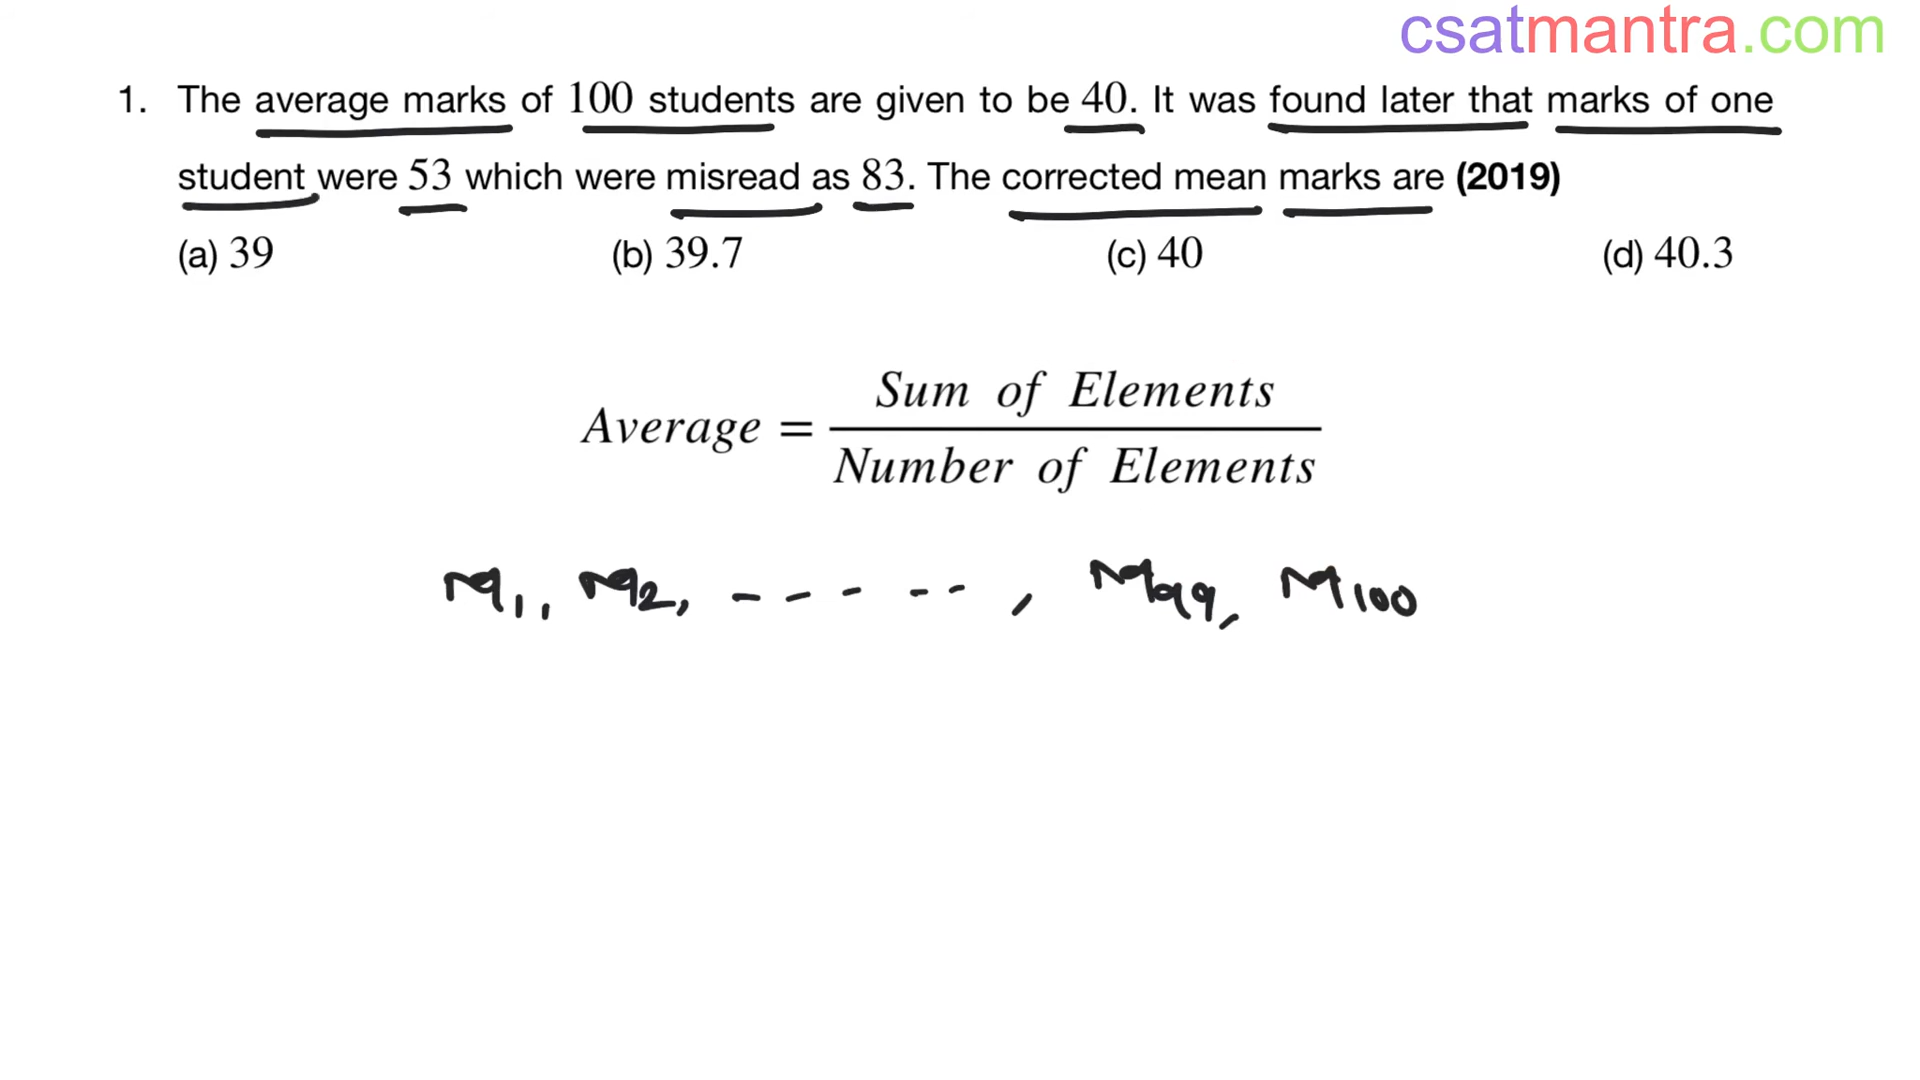 csatmantra.com
1. The average marks of 100 students are given to be 40. It was found later that marks of one
student were 53 which were misread as 83. The corrected mean marks are (2019)
(a) 39 (b) 39.7 (c) 40 (d) 40.3
Average = Sum of Elements / Number of Elements
M1, M2, - - - - - , M99, M100